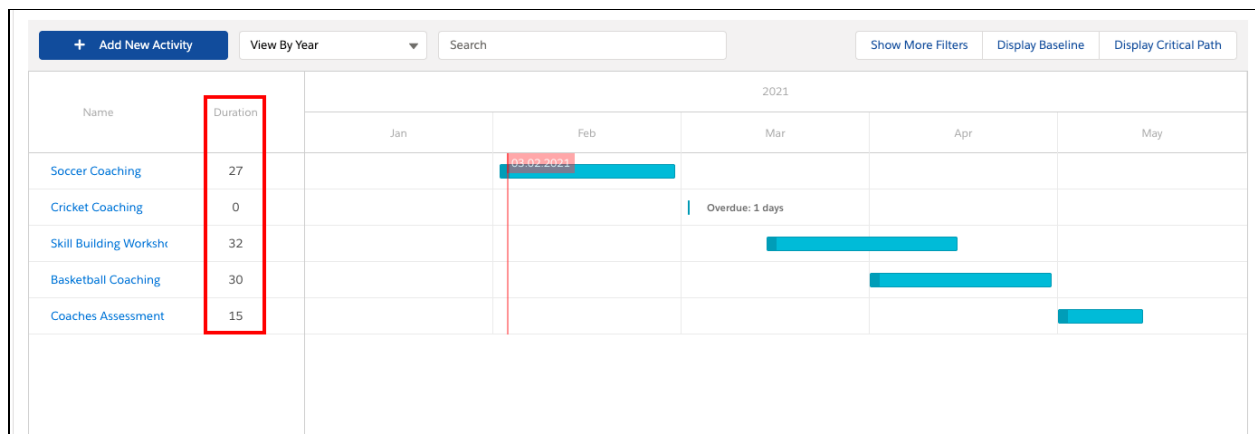 + Add New Activity
View By Year
Search
Show More Filters
Display Baseline
Display Critical Path
Name
Duration
2021
Jan
Feb
Mar
Apr
May
03.02.2021
Soccer Coaching 27
Cricket Coaching 0
Overdue: 1 days
Skill Building Worksho 32
Basketball Coaching 30
Coaches Assessment 15